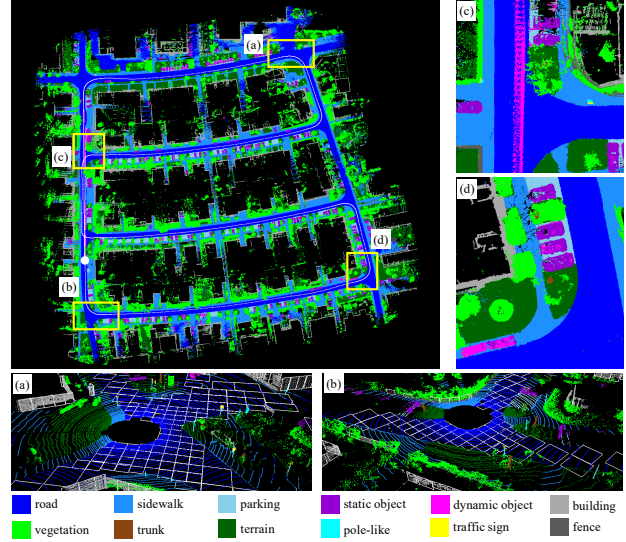 (a)
(c)
(b)
(d)
(c)
(d)
(a)
(b)
road
sidewalk
parking
static object
dynamic object
building
vegetation
trunk
terrain
pole-like
traffic sign
fence